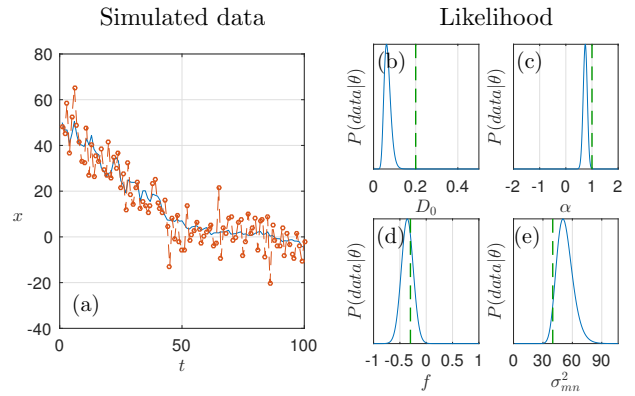 Simulated data
Likelihood
80
60
40
20
0
-20
-40
x
(a)
0 50 100
t
(b)
P(data|θ)
0 0.2 0.4
D₀
(c)
P(data|θ)
-2 -1 0 1 2
α
(d)
P(data|θ)
-1 -0.5 0 0.5 1
f
(e)
P(data|θ)
0 30 60 90
σ²ₘₙ